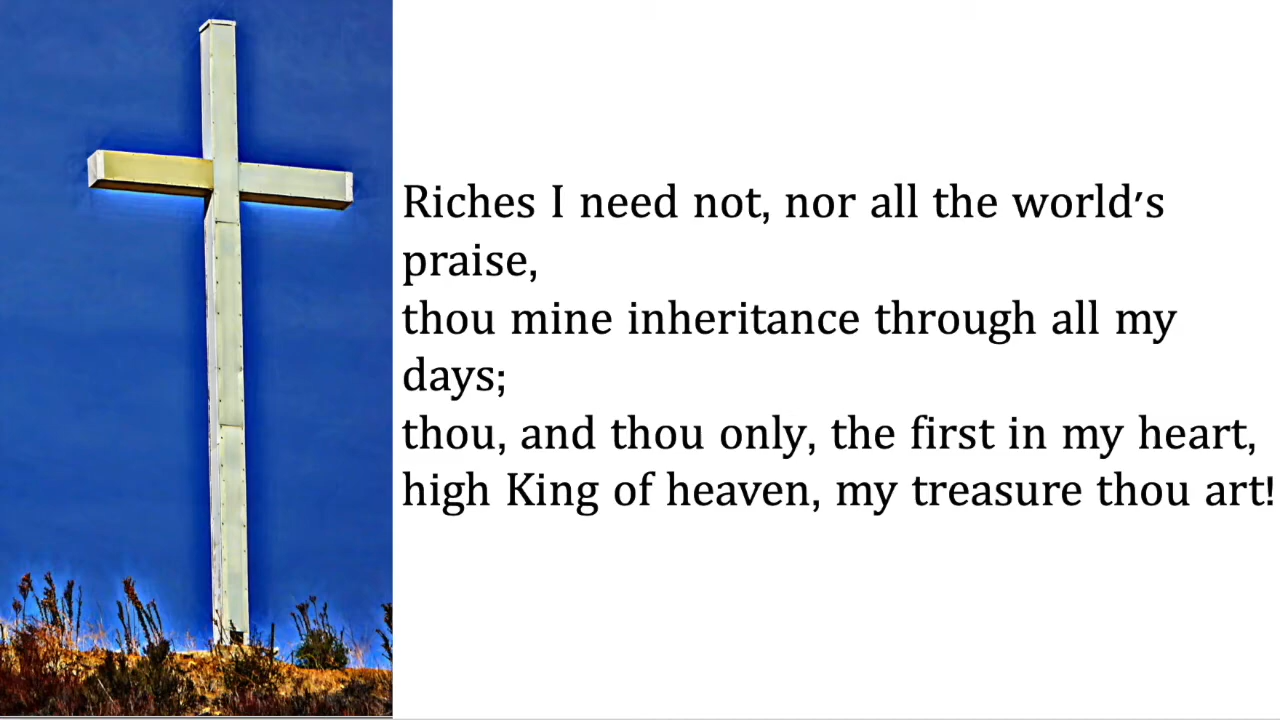 Riches I need not, nor all the world's
praise,
thou mine inheritance through all my
days;
thou, and thou only, the first in my heart,
high King of heaven, my treasure thou art!